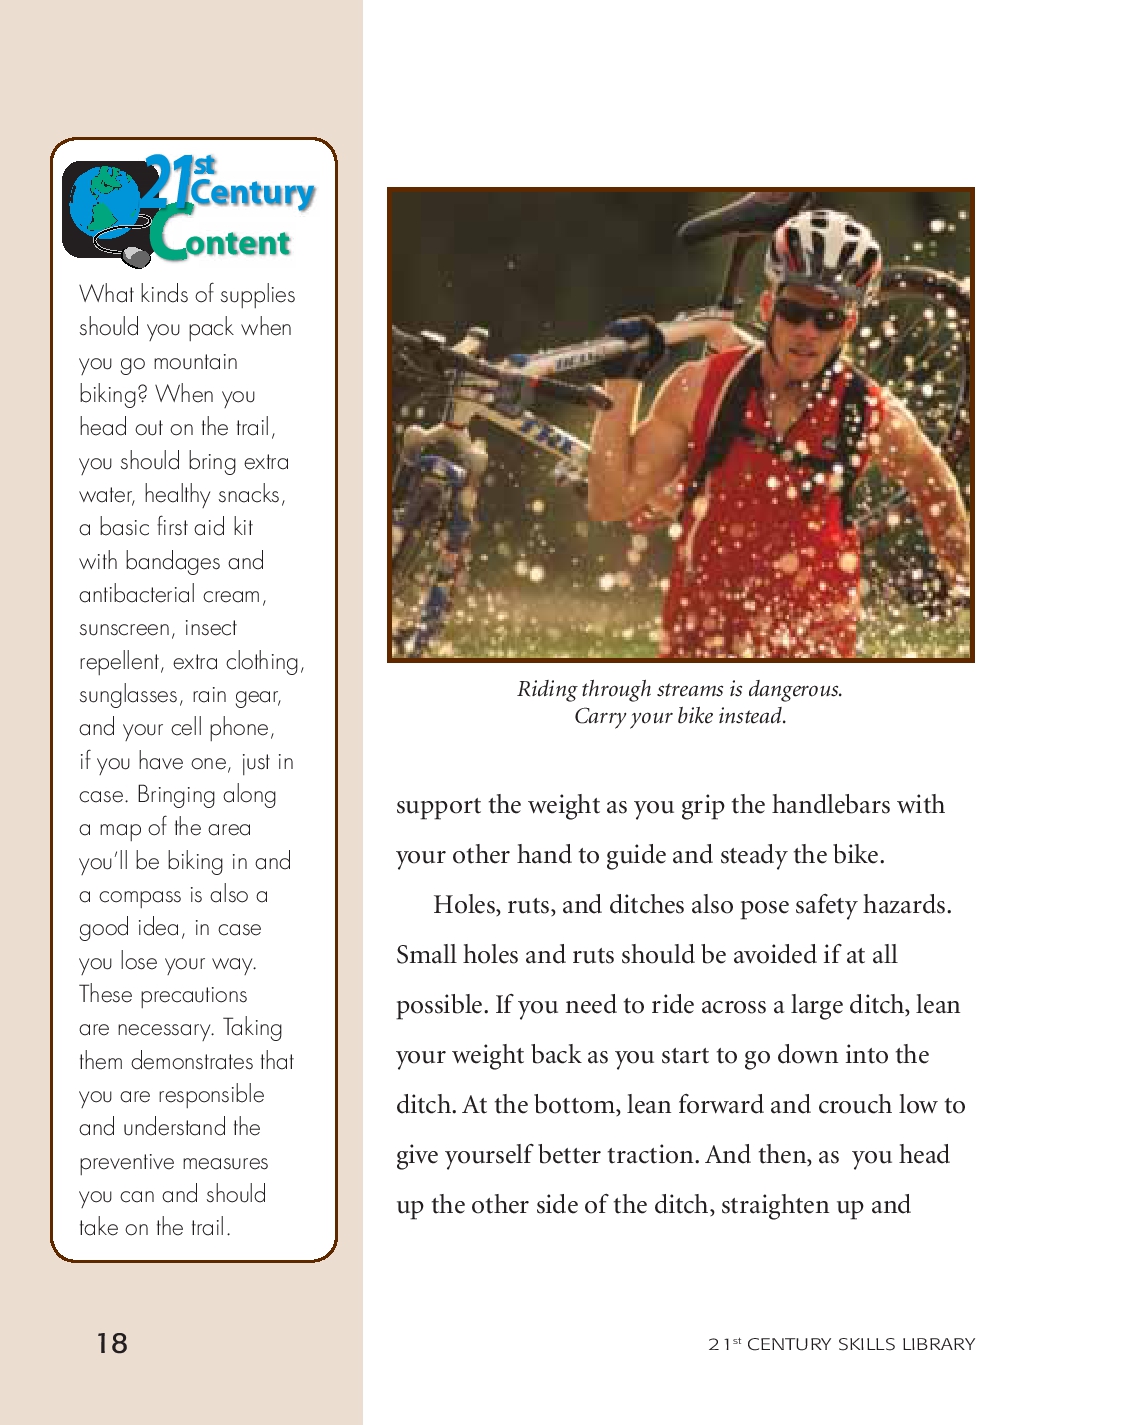 21st
Century
Content
What kinds of supplies
should you pack when
you go mountain
biking? When you
head out on the trail,
you should bring extra
water, healthy snacks,
a basic first aid kit
with bandages and
antibacterial cream,
sunscreen, insect
repellent, extra clothing,
sunglasses, rain gear,
and your cell phone,
if you have one, just in
case. Bringing along
a map of the area
you’ll be biking in and
a compass is also a
good idea, in case
you lose your way.
These precautions
are necessary. Taking
them demonstrates that
you are responsible
and understand the
preventive measures
you can and should
take on the trail.
Riding through streams is dangerous.
Carry your bike instead.
support the weight as you grip the handlebars with
your other hand to guide and steady the bike.
Holes, ruts, and ditches also pose safety hazards.
Small holes and ruts should be avoided if at all
possible. If you need to ride across a large ditch, lean
your weight back as you start to go down into the
ditch. At the bottom, lean forward and crouch low to
give yourself better traction. And then, as  you head
up the other side of the ditch, straighten up and
18
21st CENTURY SKILLS LIBRARY